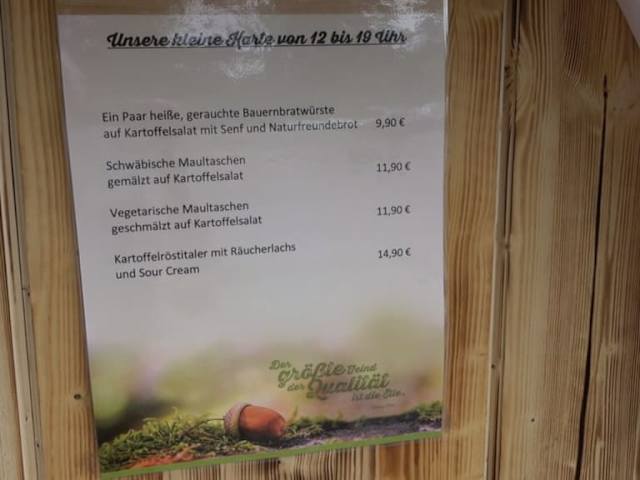 Unsere kleine Karte von 12 bis 19 Uhr
Ein Paar heiße, gerauchte Bauernbratwürste
auf Kartoffelsalat mit Senf und Naturfreundebrot 9,90 €
Schwäbische Maultaschen
gemälzt auf Kartoffelsalat 11,90 €
Vegetarische Maultaschen 11,90 €
geschmälzt auf Kartoffelsalat
Kartoffelröstitaler mit Räucherlachs 14,90 €
und Sour Cream
Der
größte Feind
der Qualität
ist die Eile.